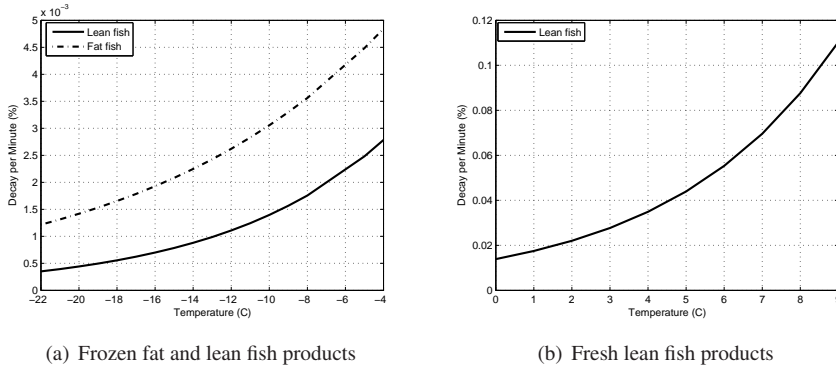 5 x 10⁻³
Lean fish
Fat fish
4.5
4
3.5
3
2.5
2
1.5
1
0.5
0
Decay per Minute (%)
−22 −20 −18 −16 −14 −12 −10 −8 −6 −4
Temperature (C)
(a) Frozen fat and lean fish products
0.12
Lean fish
0.1
0.08
0.06
0.04
0.02
0
Decay per Minute (%)
0 1 2 3 4 5 6 7 8 9
Temperature (C)
(b) Fresh lean fish products